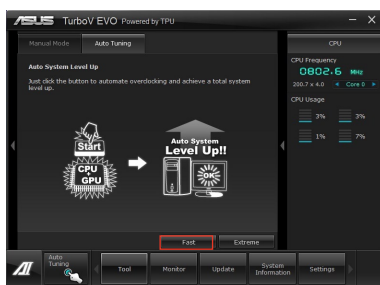 ASUS TurboV EVO Powered by TPU
Manual Mode Auto Tuning
CPU
Auto System Level Up
Just click the button to automate overclocking and achieve a total system
level up.
CPU Frequency
0802.6 MHz
200.7 x 4.0 Core 0
CPU Usage
3% 3%
1% 7%
Start
CPU
GPU
Auto System
Level Up!!
OK
Fast Extreme
Auto
Tuning
Tool Monitor Update System
Information Settings